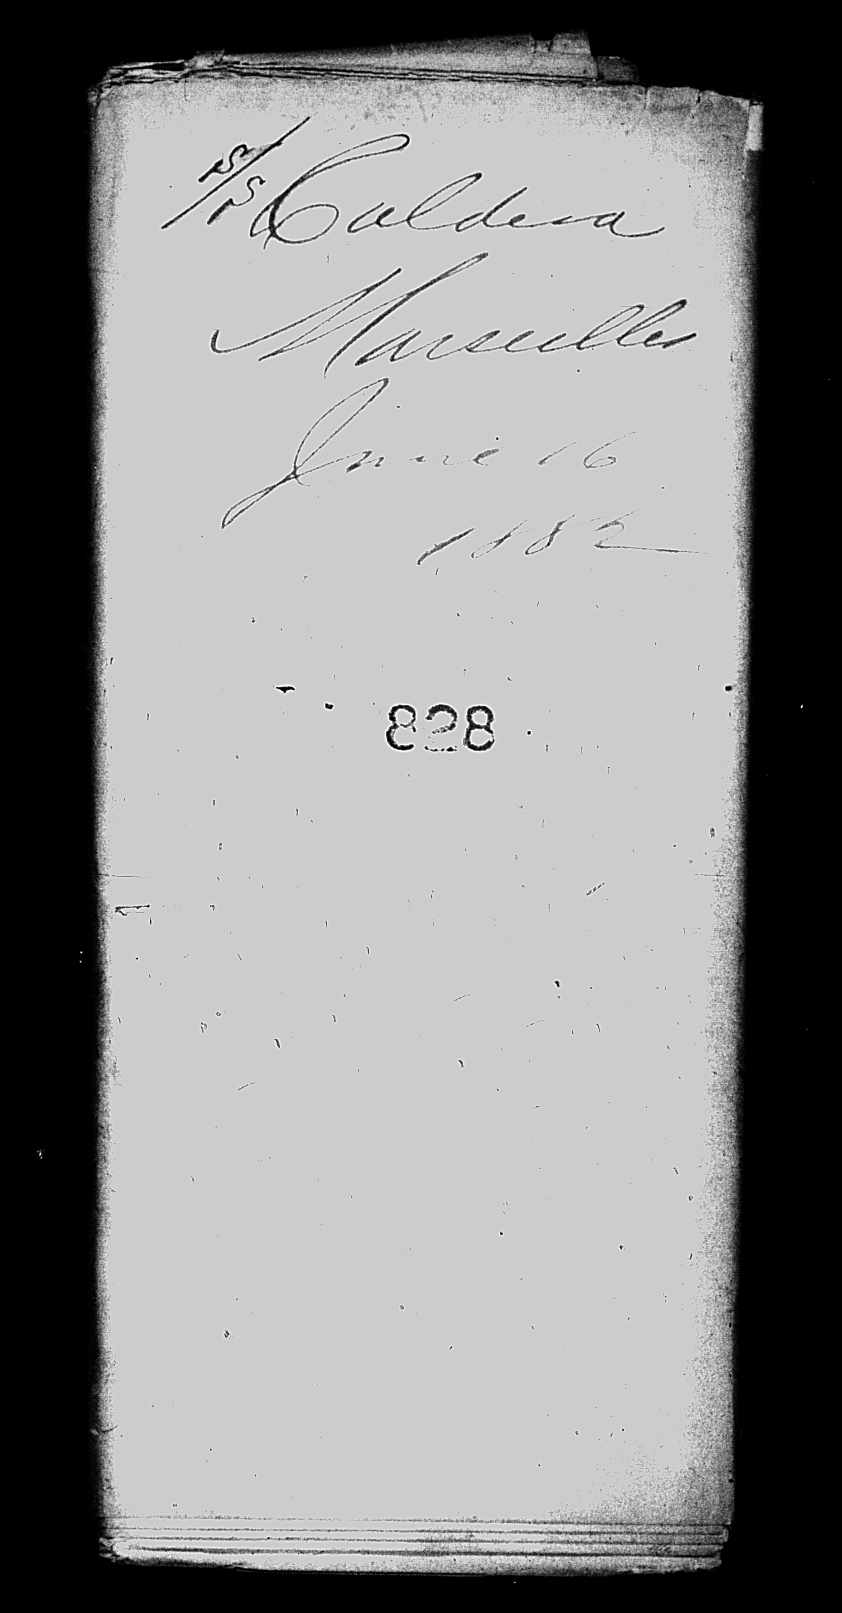 S/S Caldera
Marseilles
June 16
1882
828